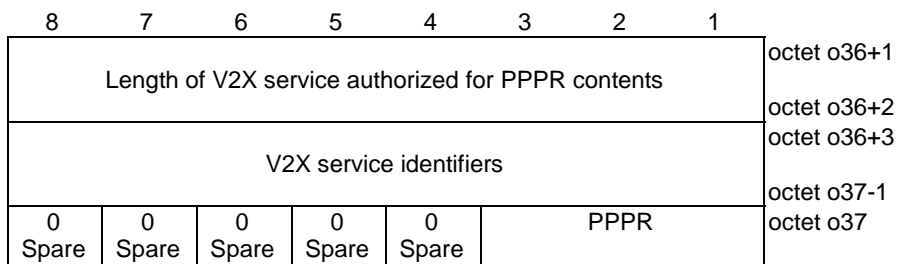 8 7 6 5 4 3 2 1
octet o36+1
Length of V2X service authorized for PPPR contents
octet o36+2
octet o36+3
V2X service identifiers
octet o37-1
0 0 0 0 0 PPPR octet o37
Spare Spare Spare Spare Spare